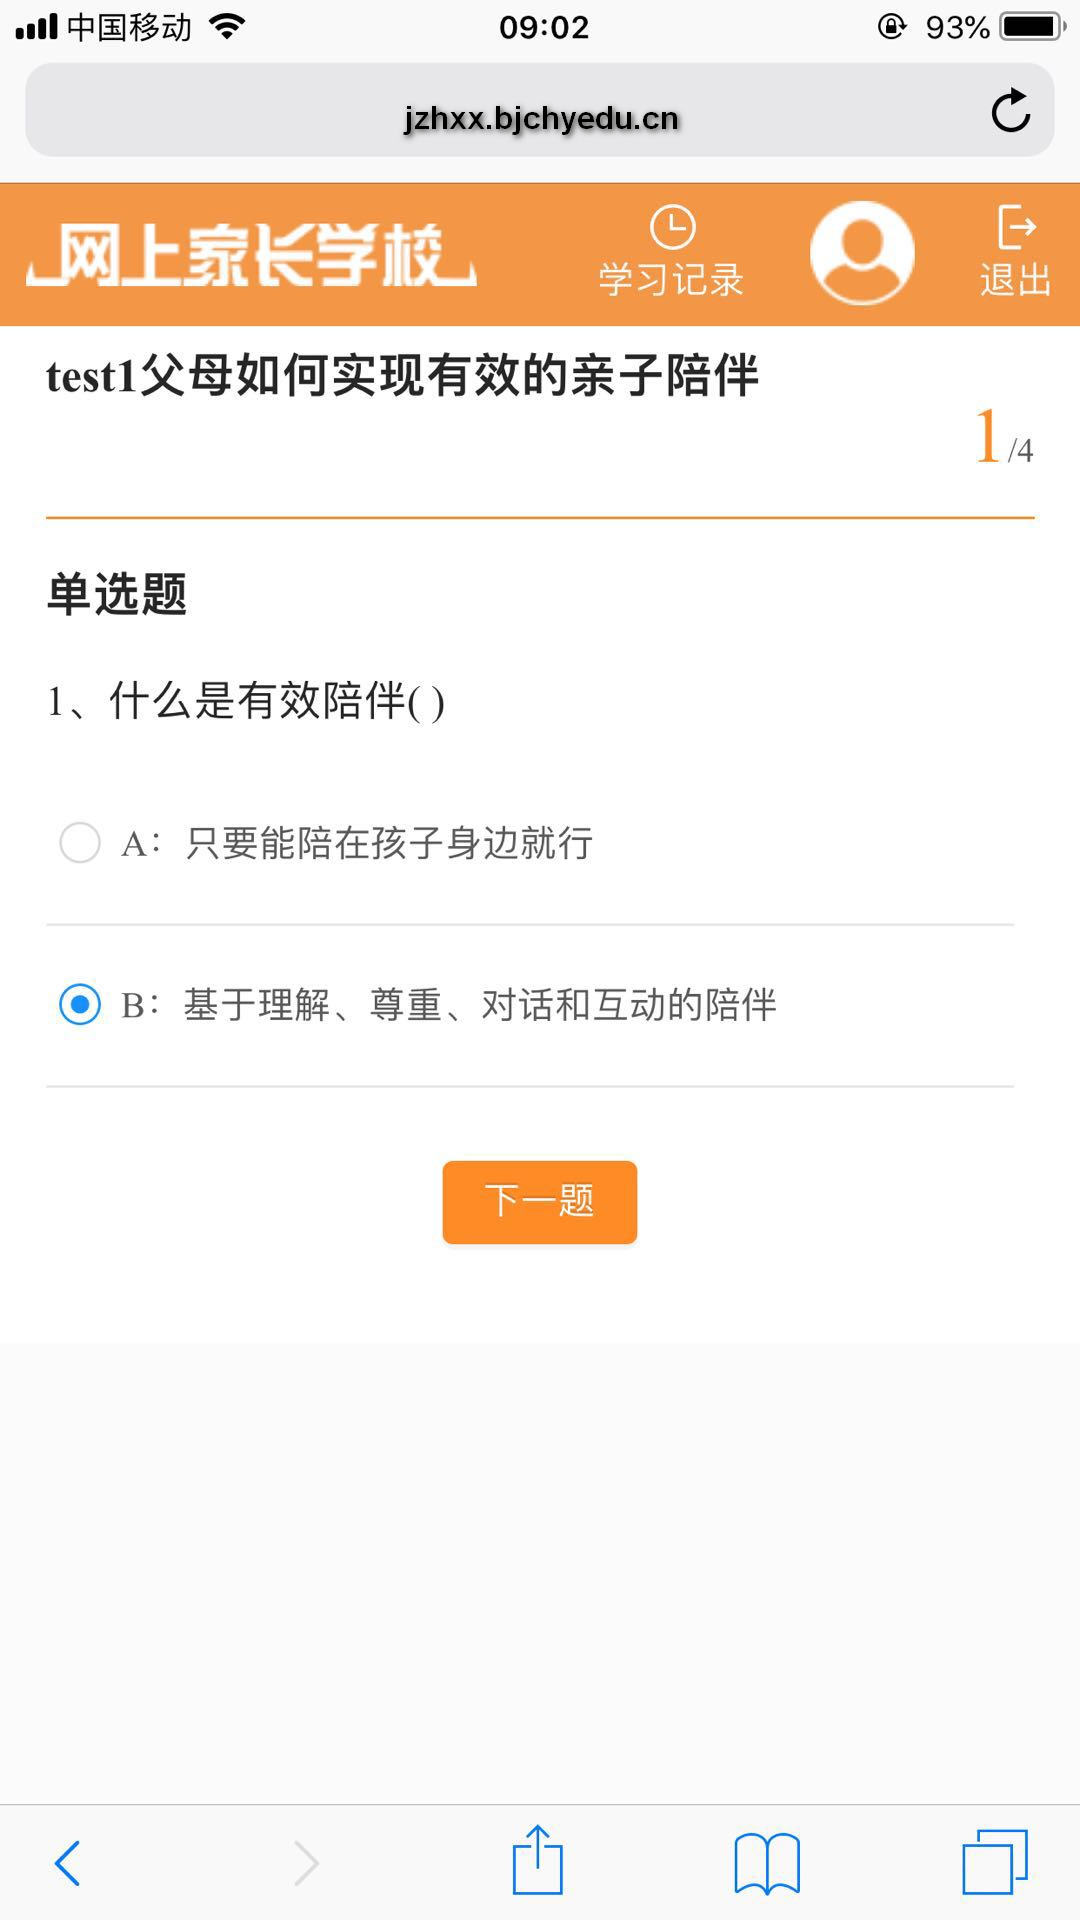 中国移动 09:02 93%
jzhxx.bjchyedu.cn
网上家长学校 学习记录 退出
test1父母如何实现有效的亲子陪伴
1/4
单选题
1、什么是有效陪伴( )
A：只要能陪在孩子身边就行
B：基于理解、尊重、对话和互动的陪伴
下一题